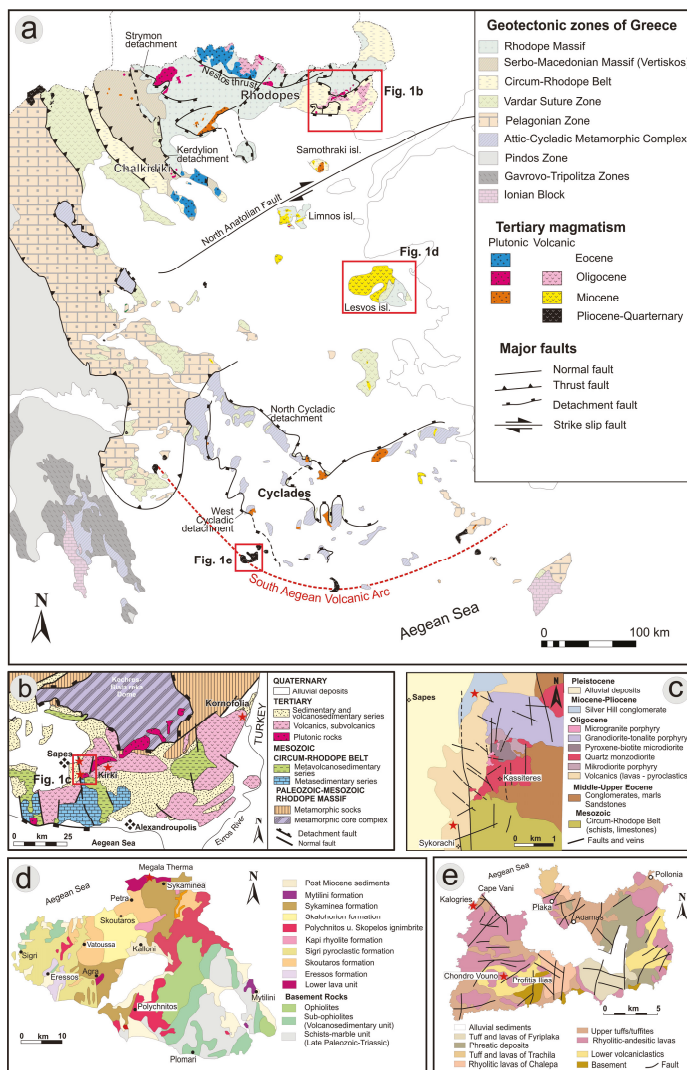 a
Strymon
detachment
Nestos thrust
Rhodopes
Fig. 1b
Kerdylion
detachment
Chalkidiki
Samothraki isl.
North Anatolian Fault
Limnos isl.
Fig. 1d
Lesvos isl.
North Cycladic
detachment
Cyclades
West
Cycladic
detachment
Fig. 1e
South Aegean Volcanic Arc
Aegean Sea
N
0 100 km
Geotectonic zones of Greece
Rhodope Massif
Serbo-Macedonian Massif (Vertiskos)
Circum-Rhodope Belt
Vardar Suture Zone
Pelagonian Zone
Attic-Cycladic Metamorphic Complex
Pindos Zone
Gavrovo-Tripolitza Zones
Ionian Block
Tertiary magmatism
Plutonic Volcanic
Eocene
Oligocene
Miocene
Pliocene-Quarternary
Major faults
Normal fault
Thrust fault
Detachment fault
Strike slip fault
b
Dome
Kornofolia
TURKEY
Sapes
Fig. 1c
Kirki
Alexandroupolis
Evros River
0 km 25
Aegean Sea
N
QUATERNARY
Alluvial deposits
TERTIARY
Sedimentary and
volcanosedimentary series
Volcanics, subvolcanics
Plutonic rocks
MESOZOIC
CIRCUM-RHODOPE BELT
Metavolcanosedimentary
series
Metasedimentary series
PALEOZOIC-MESOZOIC
RHODOPE MASSIF
Metamorphic socks
Metamorphic core complex
Detachment fault
Normal fault
c
Sapes
Kassiteres
Sykorachi
N
0 km 1
Pleistocene
Alluvial deposits
Miocene-Pliocene
Silver Hill conglomerate
Oligocene
Microgranite porphyry
Granodiorite-tonalite porphyry
Pyroxene-biotite microdiorite
Quartz monzodiorite
Mikrodiorite porphyry
Volcanics (lavas - pyroclastics)
Middle-Upper Eocene
Conglomerates, marls
Sandstones
Mesozoic
Circum-Rhodope Belt
(schists, limestones)
Faults and veins
d
Megala Therma
Aegean Sea
Petra
Sykaminea
Skoutaros
Vatoussa
Kalloni
Sigri
Eressos
Agra
Polychnitos
Mytilini
Plomari
0 km 10
N
Post Miocene sediments
Mytilini formation
Sykaminea formation
Skalohorion formation
Polychnitos u. Skopelos ignimbrite
Kapi rhyolite formation
Sigri pyroclastic formation
Skoutaros formation
Eressos formation
Lower lava unit
Basement Rocks
Ophiolites
Sub-ophiolites
(Volcanosedimentary unit)
Schists-marble unit
(Late Paleozoic-Triassic)
e
Aegean Sea
Kalogries
Cape Vani
Plaka
Adamas
Pollonia
Chondro Vouno
Profitis Ilias
N
0 km 5
Alluvial sediments
Tuff and lavas of Fyriplaka
Phreatic deposits
Tuff and lavas of Trachila
Rhyolitic lavas of Chalepa
Upper tuffs/tuffites
Rhyolitic-andesitic lavas
Lower volcaniclastics
Basement
Fault